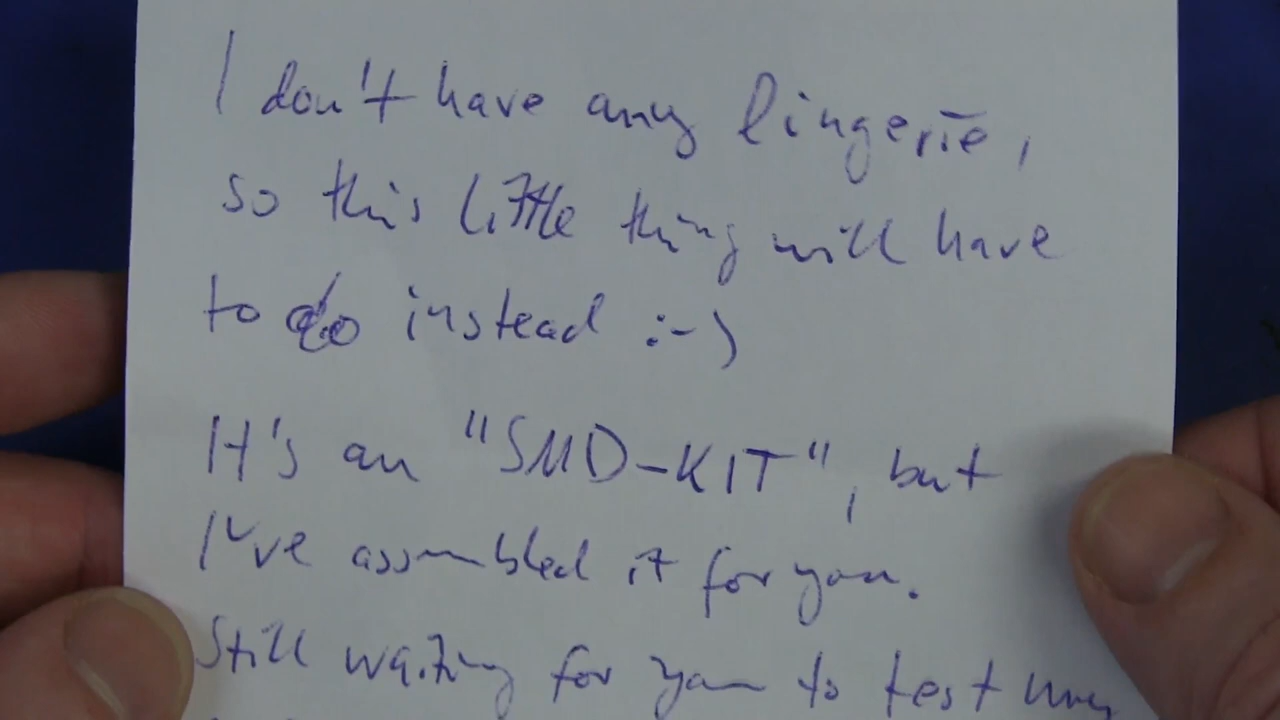 I don't have any lingerie,
so this little thing will have
to do instead :-)
It's an "SMD-KIT", but
I've assembled it for you.
Still waiting for you to test my